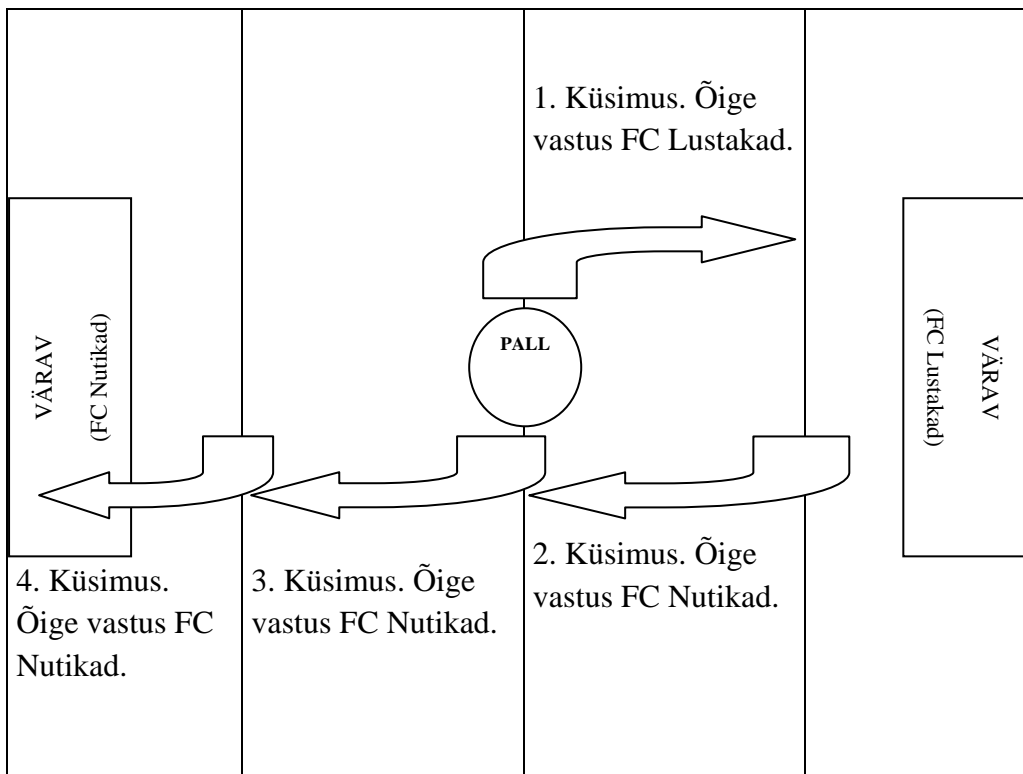 1. Küsimus. Õige
vastus FC Lustakad.
VÄRAV
(FC Nutikad)
PALL
(FC Lustakad)
VÄRAV
2. Küsimus. Õige
vastus FC Nutikad.
3. Küsimus. Õige
vastus FC Nutikad.
4. Küsimus.
Õige vastus FC
Nutikad.